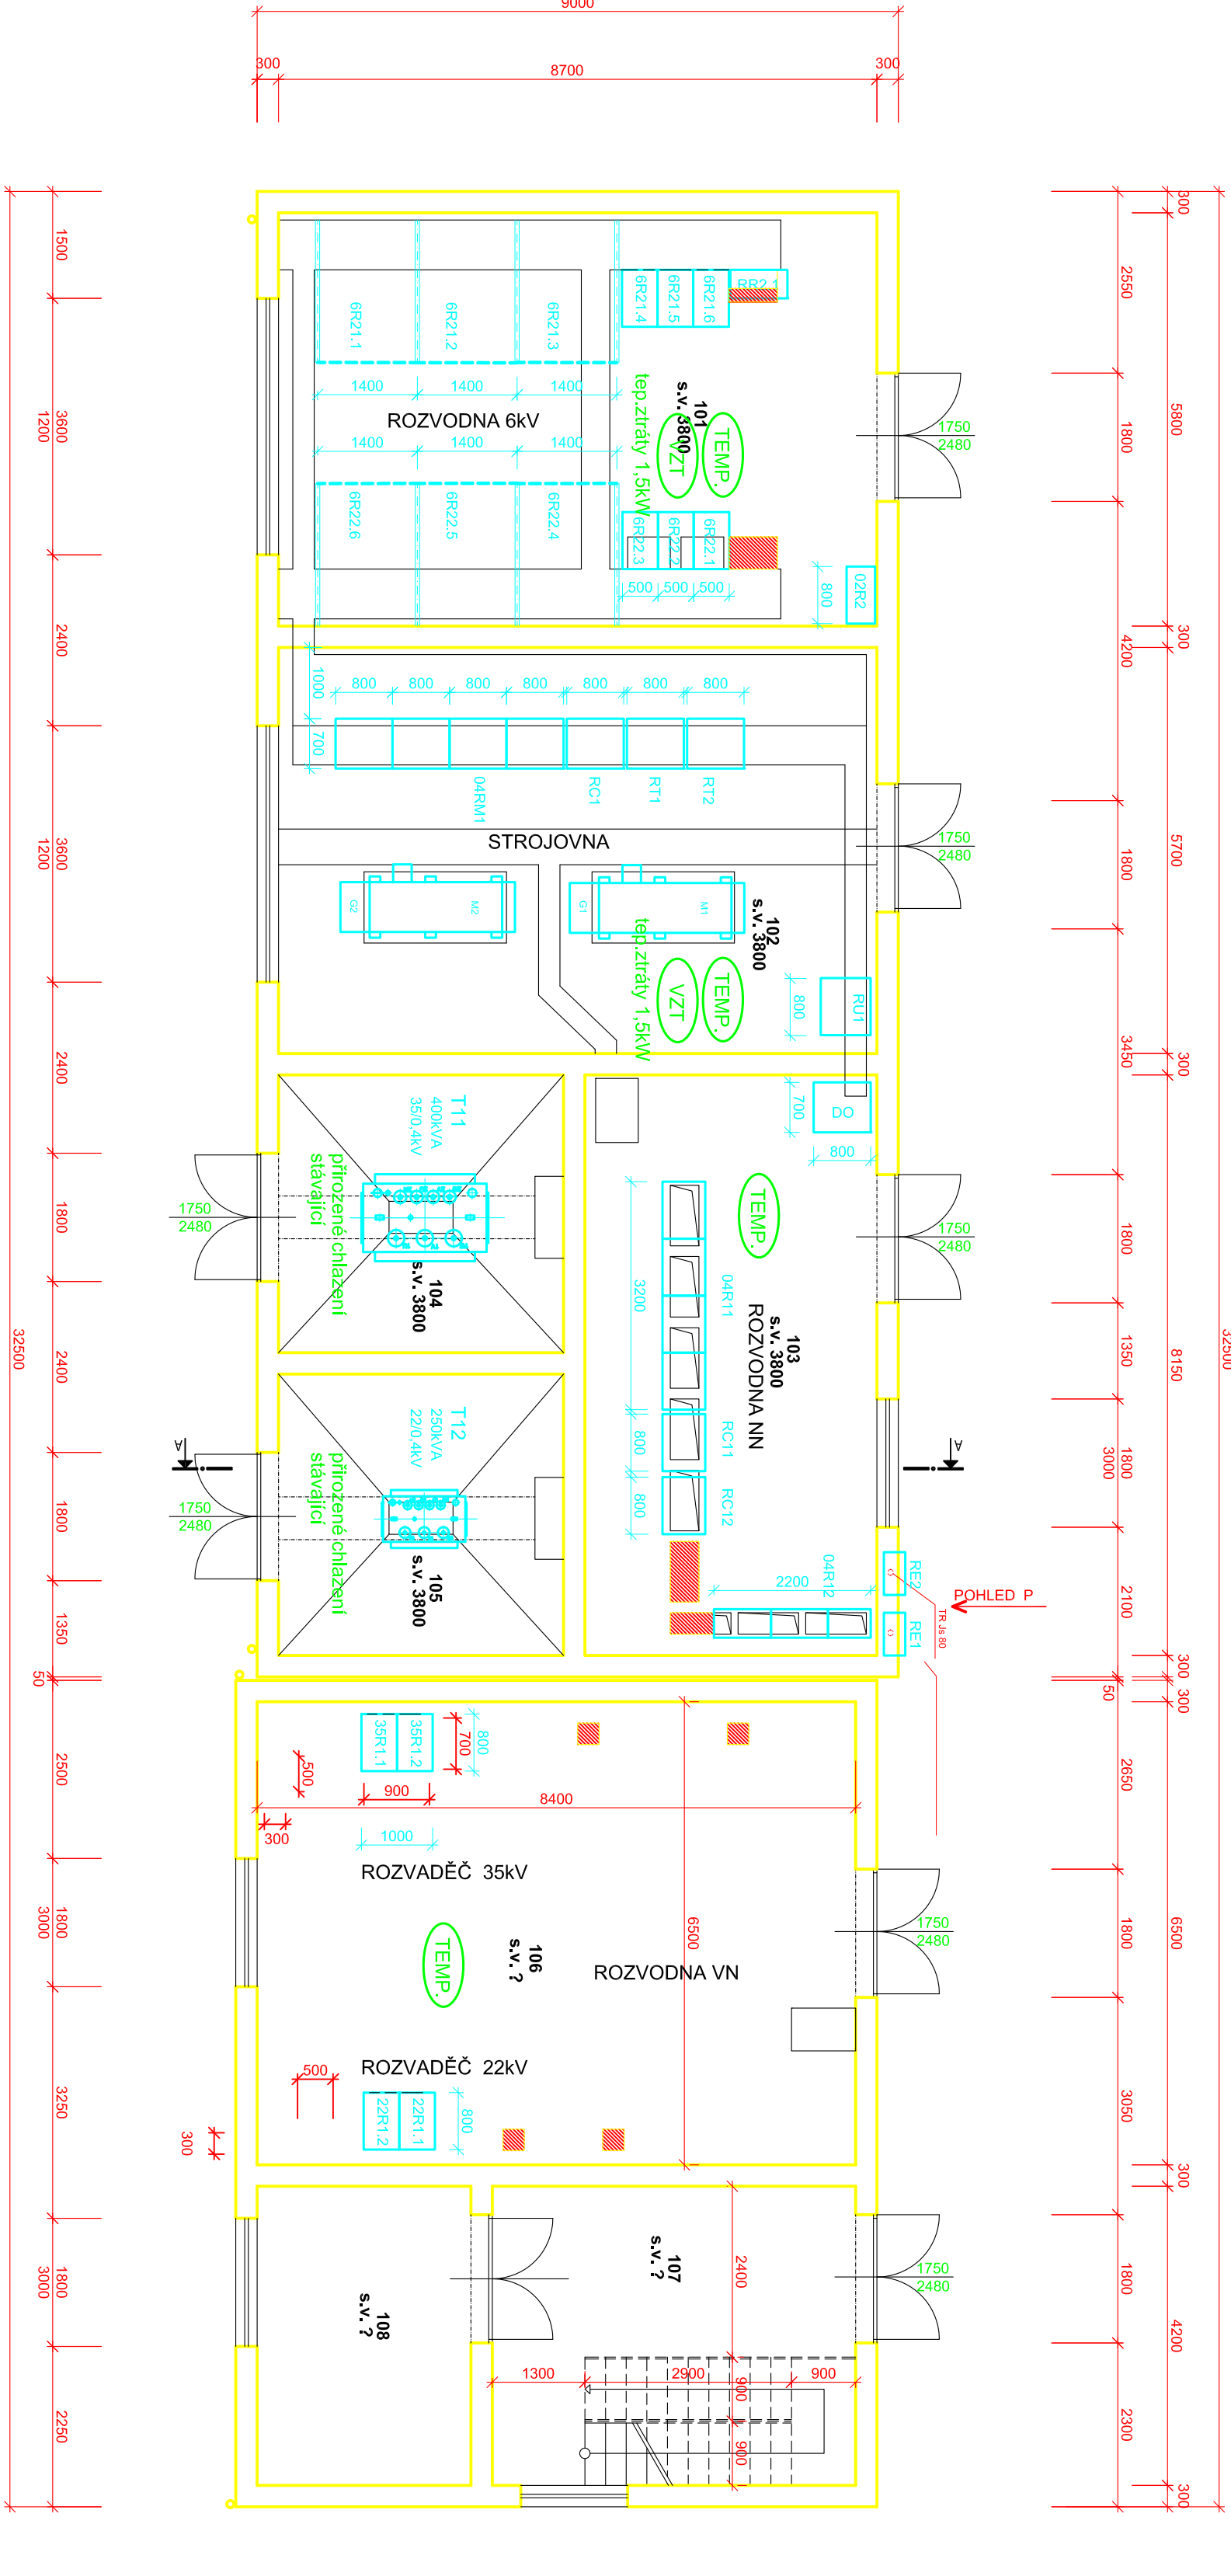 9000
300
8700
300
300
2550
5800
1800
4200
300
5700
1800
3450
300
1800
1350
8150
1800
3000
2100
300
50
300
2650
6500
1800
3050
300
1800
4200
2300
300
32500
1500
3600
1200
2400
3600
1200
2400
1800
2400
1800
1350
50
2500
1800
3000
3250
1800
3000
2250
32500
RR2.1
6R21.6
6R21.5
6R21.4
6R21.1
6R21.2
6R21.3
1400
1400
1400
ROZVODNA 6kV
1400
1400
1400
6R22.6
6R22.5
6R22.4
101
s.v. 3800
tep.ztráty 1,5kW
VZT
TEMP.
6R22.3
6R22.2
6R22.1
500
500
500
1750
2480
02R2
800
1000
700
800
800
800
800
800
800
800
04RM1
RC1
RT1
RT2
STROJOVNA
1750
2480
G2
M2
G1
M1
102
s.v. 3800
tep.ztráty 1,5kW
VZT
TEMP.
RU1
800
DO
700
800
T11
400kVA
35/0,4kV
přirozené chlazení
stávající
104
s.v. 3800
1750
2480
TEMP.
1750
2480
3200
04R11
103
s.v. 3800
ROZVODNA NN
800
RC11
800
RC12
T12
250kVA
22/0,4kV
přirozené chlazení
stávající
105
s.v. 3800
1750
2480
A
A
2200
04R12
RE2
RE1
TR Js 80
POHLED P
35R1.1
35R1.2
700
800
900
500
300
1000
8400
ROZVADĚČ 35kV
6500
106
s.v. ?
TEMP.
ROZVODNA VN
1750
2480
ROZVADĚČ 22kV
500
300
22R1.2
22R1.1
800
107
s.v. ?
2400
1750
2480
108
s.v. ?
1300
2900
900
900
900